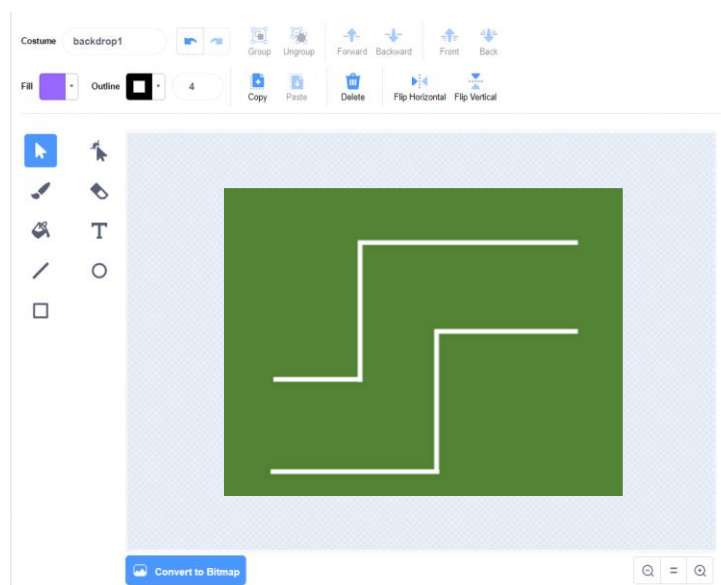 Costume backdrop1 Group Ungroup Forward Backward Front Back
Fill Outline 4 Copy Paste Delete Flip Horizontal Flip Vertical
T
Convert to Bitmap =